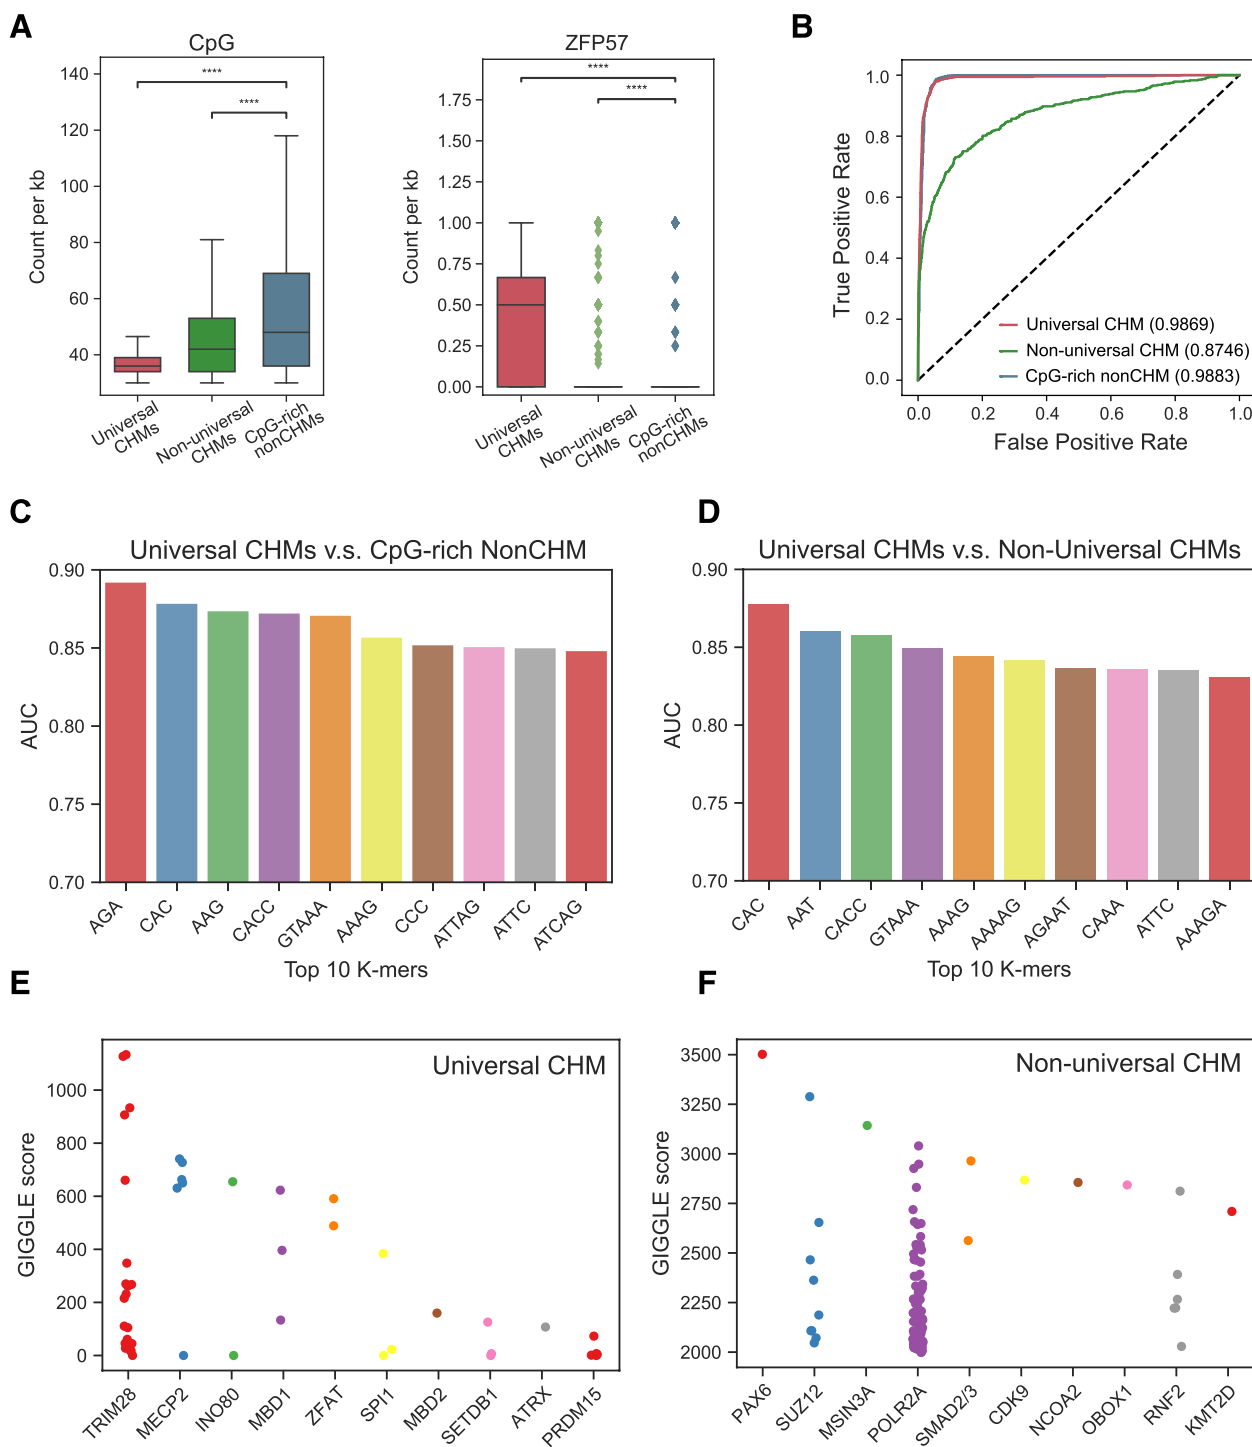 A
CpG
Count per kb
140
120
100
80
60
40
****
****
Universal
CHMs
Non-universal
CHMs
CpG-rich
nonCHMs
ZFP57
Count per kb
1.75
1.50
1.25
1.00
0.75
0.50
0.25
0.00
****
****
Universal
CHMs
Non-universal
CHMs
CpG-rich
nonCHMs
B
True Positive Rate
1.0
0.8
0.6
0.4
0.2
0.0
Universal CHM (0.9869)
Non-universal CHM (0.8746)
CpG-rich nonCHM (0.9883)
0.0 0.2 0.4 0.6 0.8 1.0
False Positive Rate
C
Universal CHMs v.s. CpG-rich NonCHM
AUC
0.90
0.85
0.80
0.75
0.70
AGA CAC AAG CACC GTAAA AAAG CCC ATTAG ATTC ATCAG
Top 10 K-mers
D
Universal CHMs v.s. Non-Universal CHMs
AUC
0.90
0.85
0.80
0.75
0.70
CAC AAT CACC GTAAA AAAG AAAAG AGAAT CAAA ATTC AAAGA
Top 10 K-mers
E
Universal CHM
GIGGLE score
1000
800
600
400
200
0
TRIM28 MECP2 INO80 MBD1 ZFAT SPI1 MBD2 SETDB1 ATRX PRDM15
F
Non-universal CHM
GIGGLE score
3500
3250
3000
2750
2500
2250
2000
PAX6 SUZ12 MSIN3A POLR2A SMAD2/3 CDK9 NCOA2 OBOX1 RNF2 KMT2D